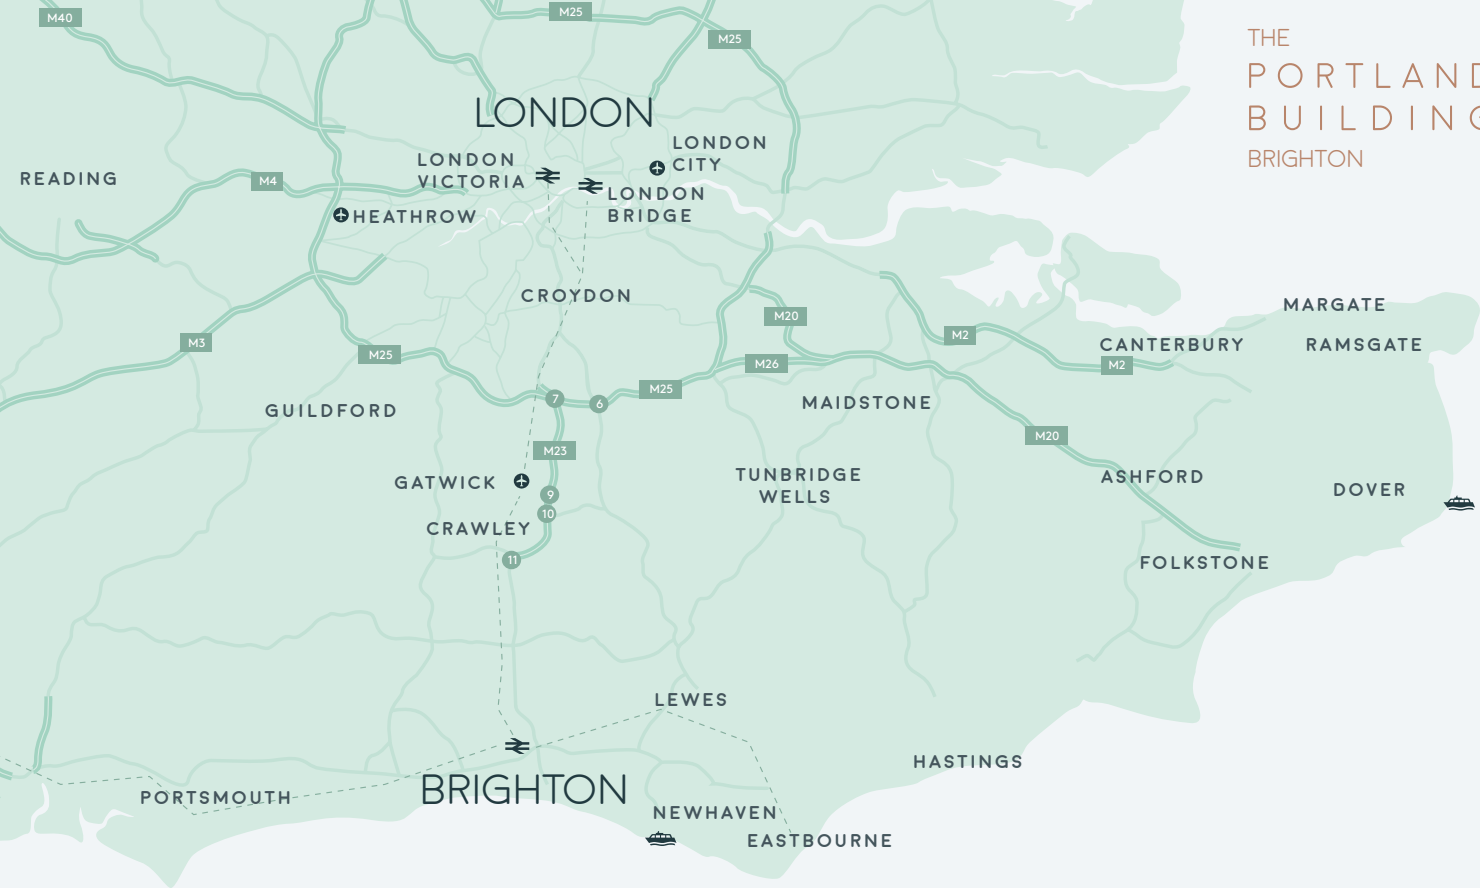 M40
M25
M25
THE
PORTLAND
BUILDING
BRIGHTON
LONDON
LONDON
CITY
LONDON
VICTORIA
READING
M4
LONDON
BRIDGE
HEATHROW
CROYDON
MARGATE
M20
M2
M3
M25
CANTERBURY
RAMSGATE
M26
M2
M25
7
6
MAIDSTONE
GUILDFORD
M20
M23
TUNBRIDGE
WELLS
GATWICK
ASHFORD
DOVER
9
10
CRAWLEY
11
FOLKSTONE
LEWES
HASTINGS
BRIGHTON
PORTSMOUTH
NEWHAVEN
EASTBOURNE